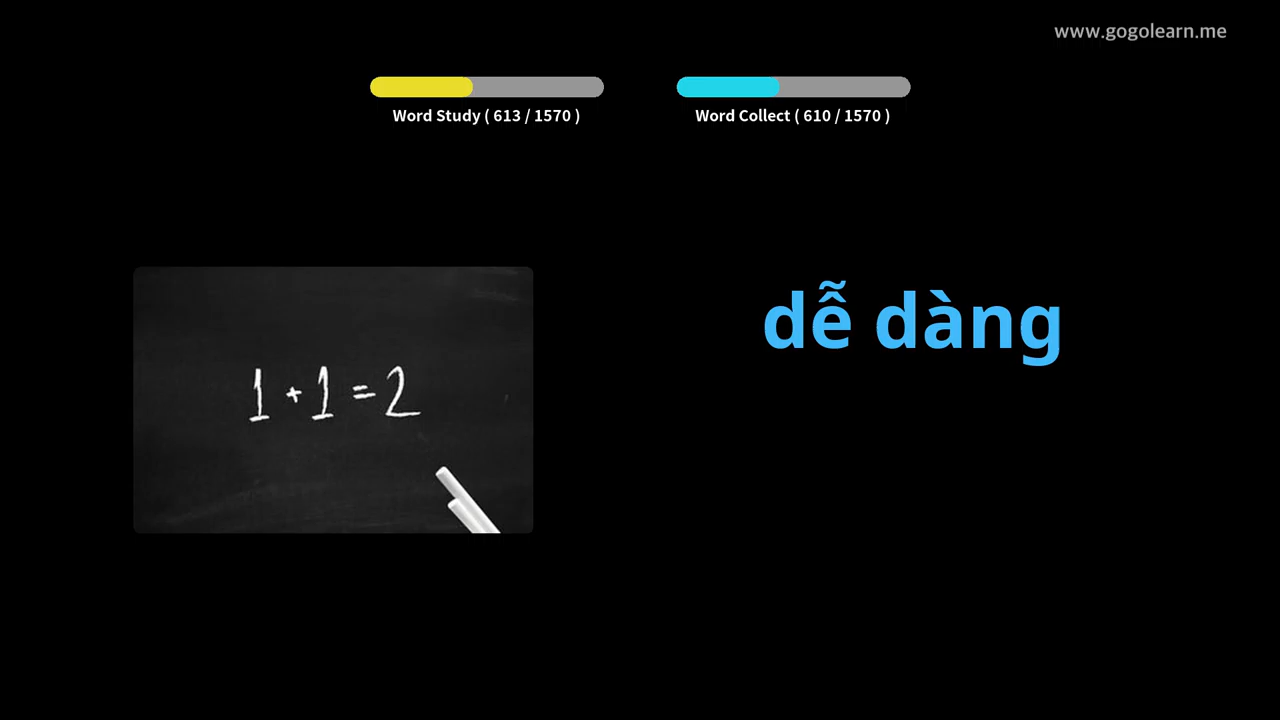 www.gogolearn.me
Word Study ( 613 / 1570 )
Word Collect ( 610 / 1570 )
1 + 1 = 2
dễ dàng